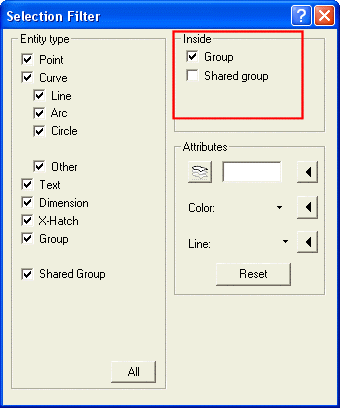 Selection Filter
Entity type
Point
Curve
Line
Arc
Circle
Other
Text
Dimension
X-Hatch
Group
Shared Group
All
Inside
Group
Shared group
Attributes
Color:
Line:
Reset